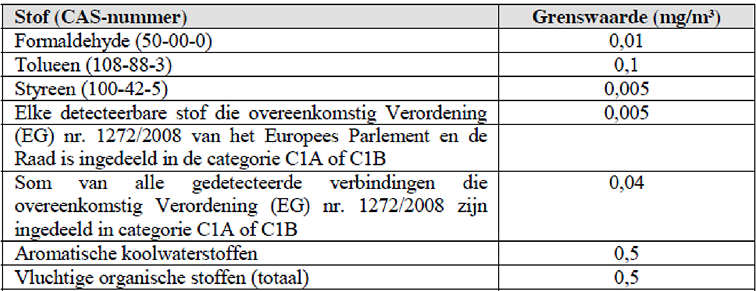 Stof (CAS-nummer) Grenswaarde (mg/m³)
Formaldehyde (50-00-0) 0,01
Tolueen (108-88-3) 0,1
Styreen (100-42-5) 0,005
Elke detecteerbare stof die overeenkomstig Verordening 0,005
(EG) nr. 1272/2008 van het Europees Parlement en de
Raad is ingedeeld in de categorie C1A of C1B
Som van alle gedetecteerde verbindingen die 0,04
overeenkomstig Verordening (EG) nr. 1272/2008 zijn
ingedeeld in categorie C1A of C1B
Aromatische koolwaterstoffen 0,5
Vluchtige organische stoffen (totaal) 0,5